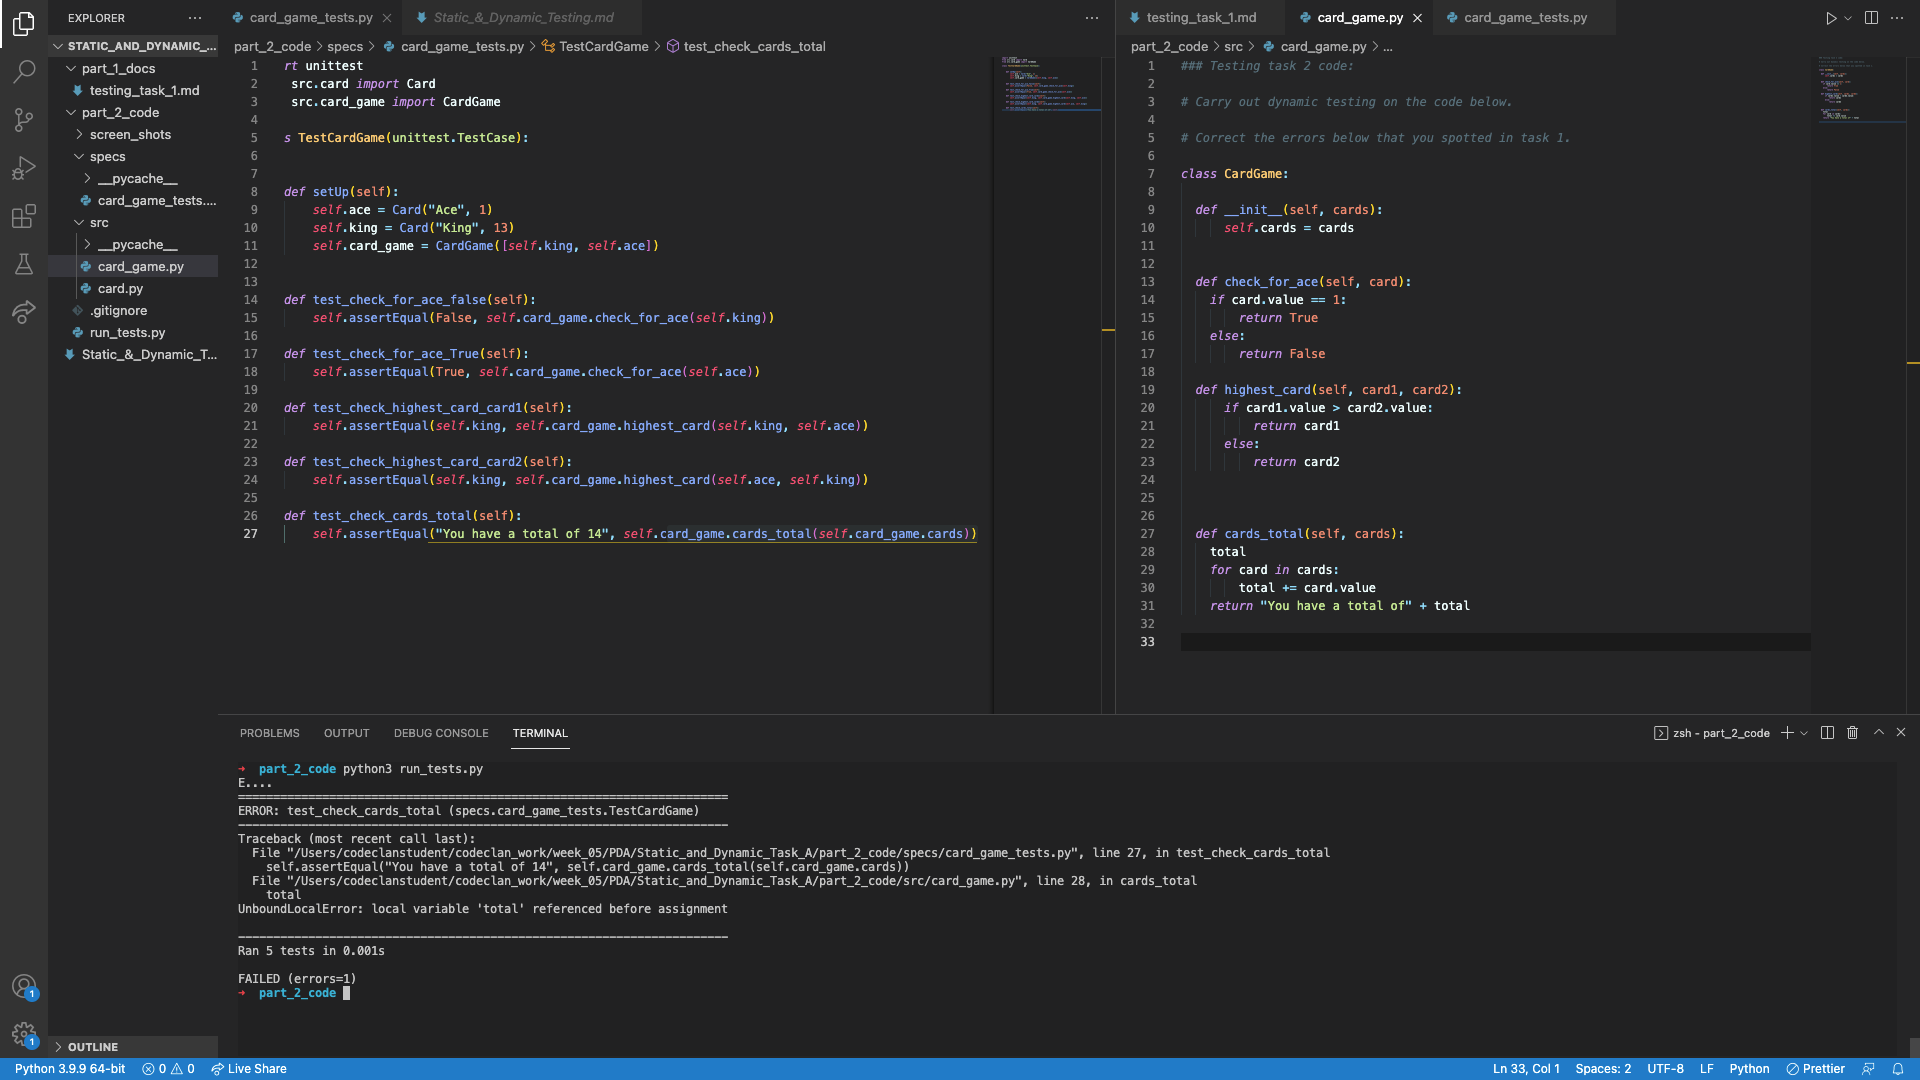 EXPLORER
STATIC_AND_DYNAMIC_...
part_1_docs
testing_task_1.md
part_2_code
screen_shots
specs
__pycache__
card_game_tests....
src
__pycache__
card_game.py
card.py
.gitignore
run_tests.py
Static_&_Dynamic_T...
OUTLINE
card_game_tests.py
Static_&_Dynamic_Testing.md
part_2_code > specs > card_game_tests.py > TestCardGame > test_check_cards_total
1 rt unittest
2 src.card import Card
3 src.card_game import CardGame
4
5 s TestCardGame(unittest.TestCase):
6
7
8 def setUp(self):
9 self.ace = Card("Ace", 1)
10 self.king = Card("King", 13)
11 self.card_game = CardGame([self.king, self.ace])
12
13
14 def test_check_for_ace_false(self):
15 self.assertEqual(False, self.card_game.check_for_ace(self.king))
16
17 def test_check_for_ace_True(self):
18 self.assertEqual(True, self.card_game.check_for_ace(self.ace))
19
20 def test_check_highest_card_card1(self):
21 self.assertEqual(self.king, self.card_game.highest_card(self.king, self.ace))
22
23 def test_check_highest_card_card2(self):
24 self.assertEqual(self.king, self.card_game.highest_card(self.ace, self.king))
25
26 def test_check_cards_total(self):
27 self.assertEqual("You have a total of 14", self.card_game.cards_total(self.card_game.cards))
testing_task_1.md
card_game.py
card_game_tests.py
part_2_code > src > card_game.py > ...
1 ### Testing task 2 code:
2
3 # Carry out dynamic testing on the code below.
4
5 # Correct the errors below that you spotted in task 1.
6
7 class CardGame:
8
9 def __init__(self, cards):
10 self.cards = cards
11
12
13 def check_for_ace(self, card):
14 if card.value == 1:
15 return True
16 else:
17 return False
18
19 def highest_card(self, card1, card2):
20 if card1.value > card2.value:
21 return card1
22 else:
23 return card2
24
25
26
27 def cards_total(self, cards):
28 total
29 for card in cards:
30 total += card.value
31 return "You have a total of" + total
32
33
PROBLEMS OUTPUT DEBUG CONSOLE TERMINAL
zsh - part_2_code
→ part_2_code python3 run_tests.py
E....
======================================================================
ERROR: test_check_cards_total (specs.card_game_tests.TestCardGame)
----------------------------------------------------------------------
Traceback (most recent call last):
File "/Users/codeclanstudent/codeclan_work/week_05/PDA/Static_and_Dynamic_Task_A/part_2_code/specs/card_game_tests.py", line 27, in test_check_cards_total
self.assertEqual("You have a total of 14", self.card_game.cards_total(self.card_game.cards))
File "/Users/codeclanstudent/codeclan_work/week_05/PDA/Static_and_Dynamic_Task_A/part_2_code/src/card_game.py", line 28, in cards_total
total
UnboundLocalError: local variable 'total' referenced before assignment
----------------------------------------------------------------------
Ran 5 tests in 0.001s
FAILED (errors=1)
→ part_2_code
1
1
Python 3.9.9 64-bit 0 0 Live Share
Ln 33, Col 1 Spaces: 2 UTF-8 LF Python Prettier